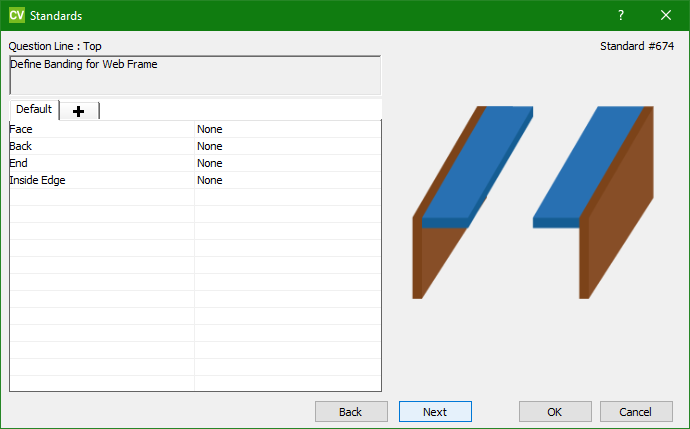 CV Standards ?
Question Line : Top
Standard #674
Define Banding for Web Frame
Default
Face None
Back None
End None
Inside Edge None
Back Next OK Cancel